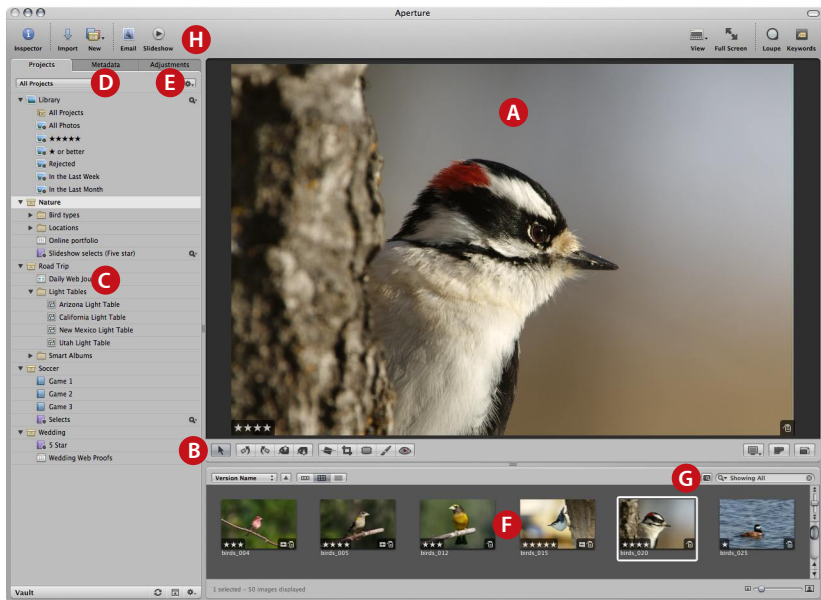 Aperture
Inspector Import New Email Slideshow H View Full Screen Loupe Keywords
Projects Metadata Adjustments
D E
All Projects
Library
All Projects
All Photos
★★★★★
★ or better
Rejected
In the Last Week
In the Last Month
Nature
Bird types
Locations
Online portfolio
Slideshow selects (Five star)
Road Trip
Daily Web Jou
C
Light Tables
Arizona Light Table
California Light Table
New Mexico Light Table
Utah Light Table
Smart Albums
Soccer
Game 1
Game 2
Game 3
Selects
Wedding
5 Star
Wedding Web Proofs
Vault
A
★★★★
B
Version Name G Showing All
F
★★★ ★★★★ ★★★ ★★★★★ ★★★★ ★
birds_004 birds_005 birds_012 birds_015 birds_020 birds_025
1 selected - 50 images displayed